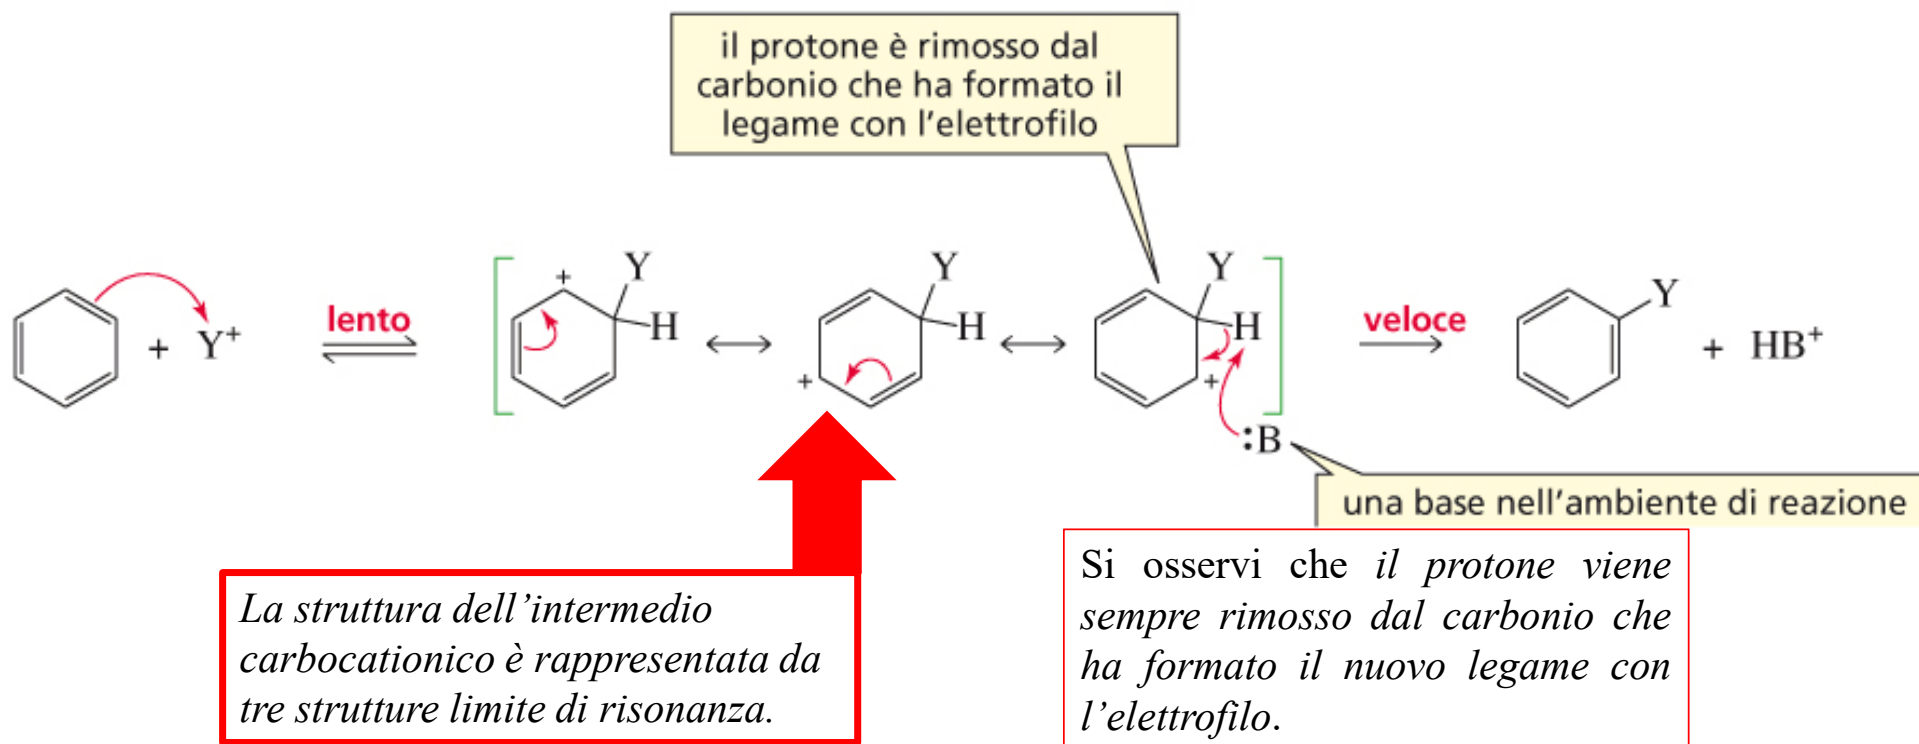 il protone è rimosso dal
carbonio che ha formato il
legame con l'elettrofilo
+ Y⁺
lento
+
Y
H
+
Y
H
Y
H
+
:B
veloce
Y
+ HB⁺
una base nell'ambiente di reazione
La struttura dell'intermedio
carbocationico è rappresentata da
tre strutture limite di risonanza.
Si osservi che il protone viene
sempre rimosso dal carbonio che
ha formato il nuovo legame con
l'elettrofilo.